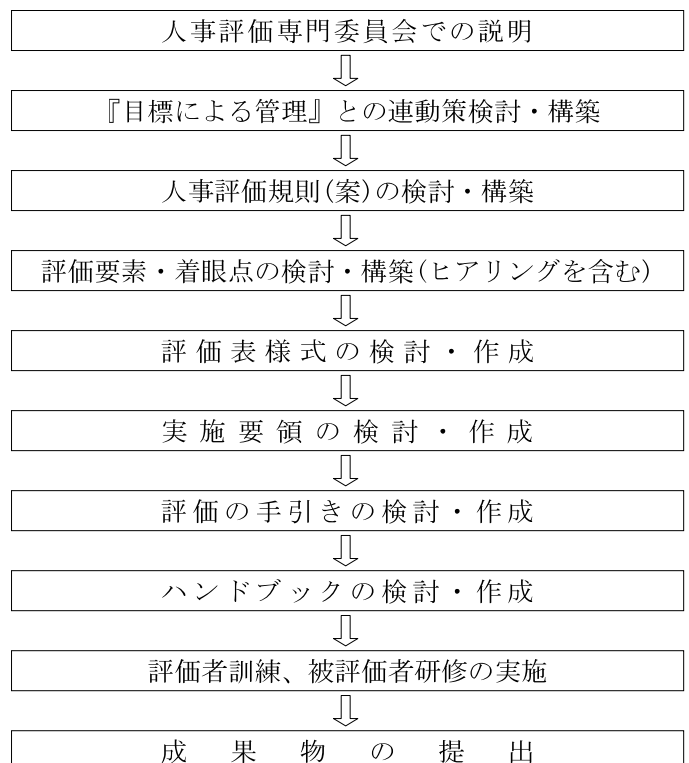 人事評価専門委員会での説明
『目標による管理』との連動策検討・構築
人事評価規則(案)の検討・構築
評価要素・着眼点の検討・構築(ヒアリングを含む)
評価表様式の検討・作成
実施要領の検討・作成
評価の手引きの検討・作成
ハンドブックの検討・作成
評価者訓練、被評価者研修の実施
成果物の提出